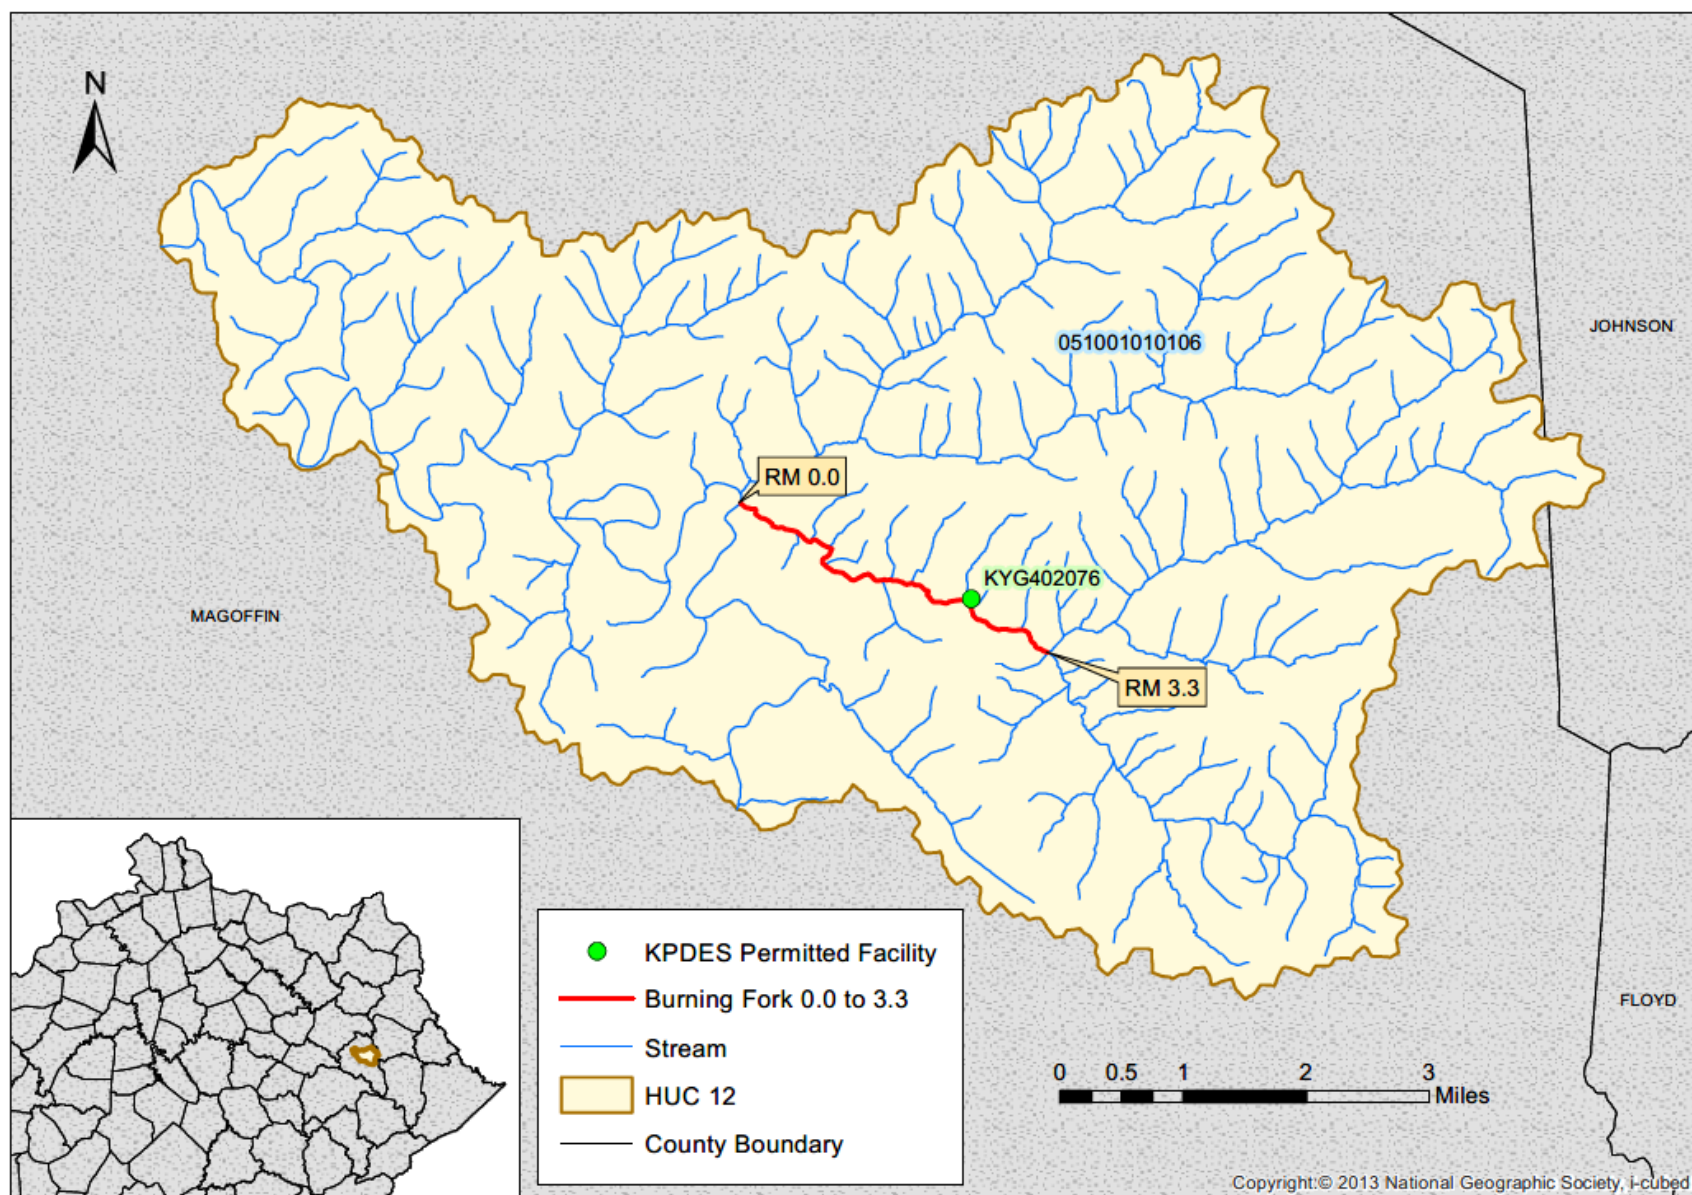 N
JOHNSON
051001010106
RM 0.0
KYG402076
MAGOFFIN
RM 3.3
KPDES Permitted Facility
Burning Fork 0.0 to 3.3
Stream
HUC 12
County Boundary
FLOYD
0 0.5 1 2 3
Miles
Copyright:© 2013 National Geographic Society, i-cubed